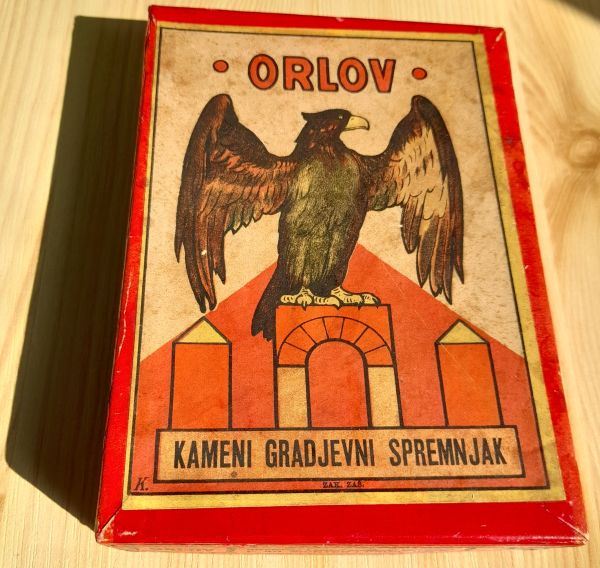 • ORLOV •
KAMENI GRADJEVNI SPREMNJAK
K.
ZAK. ZAŠ.